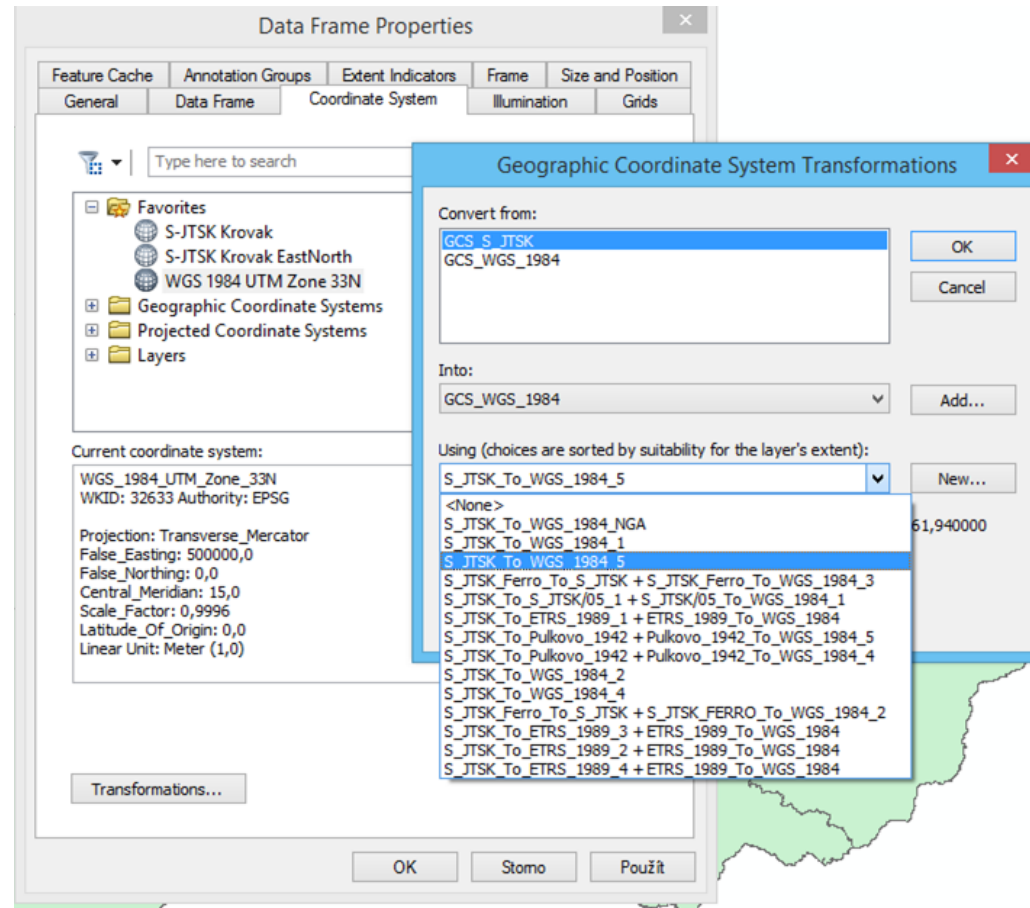 Data Frame Properties
Feature Cache Annotation Groups Extent Indicators Frame Size and Position
General Data Frame Coordinate System Illumination Grids
Type here to search
Favorites
S-JTSK Krovak
S-JTSK Krovak EastNorth
WGS 1984 UTM Zone 33N
Geographic Coordinate Systems
Projected Coordinate Systems
Layers
Current coordinate system:
WGS_1984_UTM_Zone_33N
WKID: 32633 Authority: EPSG
Projection: Transverse_Mercator
False_Easting: 500000,0
False_Northing: 0,0
Central_Meridian: 15,0
Scale_Factor: 0,9996
Latitude_Of_Origin: 0,0
Linear Unit: Meter (1,0)
Transformations...
OK Storno Použít
Geographic Coordinate System Transformations
Convert from:
GCS_S_JTSK
GCS_WGS_1984
OK
Cancel
Into:
GCS_WGS_1984
Add...
Using (choices are sorted by suitability for the layer's extent):
S_JTSK_To_WGS_1984_5
New...
61,940000
<None>
S_JTSK_To_WGS_1984_NGA
S_JTSK_To_WGS_1984_1
S_JTSK_To_WGS_1984_5
S_JTSK_Ferro_To_S_JTSK + S_JTSK_Ferro_To_WGS_1984_3
S_JTSK_To_S_JTSK/05_1 + S_JTSK/05_To_WGS_1984_1
S_JTSK_To_ETRS_1989_1 + ETRS_1989_To_WGS_1984
S_JTSK_To_Pulkovo_1942 + Pulkovo_1942_To_WGS_1984_5
S_JTSK_To_Pulkovo_1942 + Pulkovo_1942_To_WGS_1984_4
S_JTSK_To_WGS_1984_2
S_JTSK_To_WGS_1984_4
S_JTSK_Ferro_To_S_JTSK + S_JTSK_FERRO_To_WGS_1984_2
S_JTSK_To_ETRS_1989_3 + ETRS_1989_To_WGS_1984
S_JTSK_To_ETRS_1989_2 + ETRS_1989_To_WGS_1984
S_JTSK_To_ETRS_1989_4 + ETRS_1989_To_WGS_1984